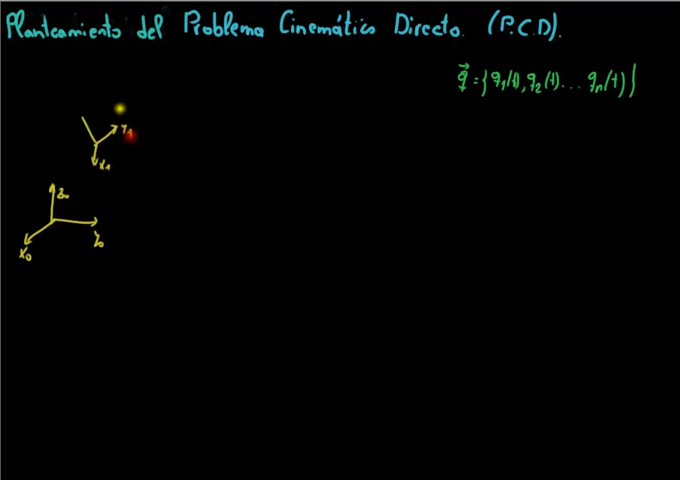 Planteamiento del Problema Cinemático Directo. (P.C.D).
q⃗ = {q₁(t), q₂(t)... qₙ(t)}
Y₁
X₁
Z₀
Y₀
X₀